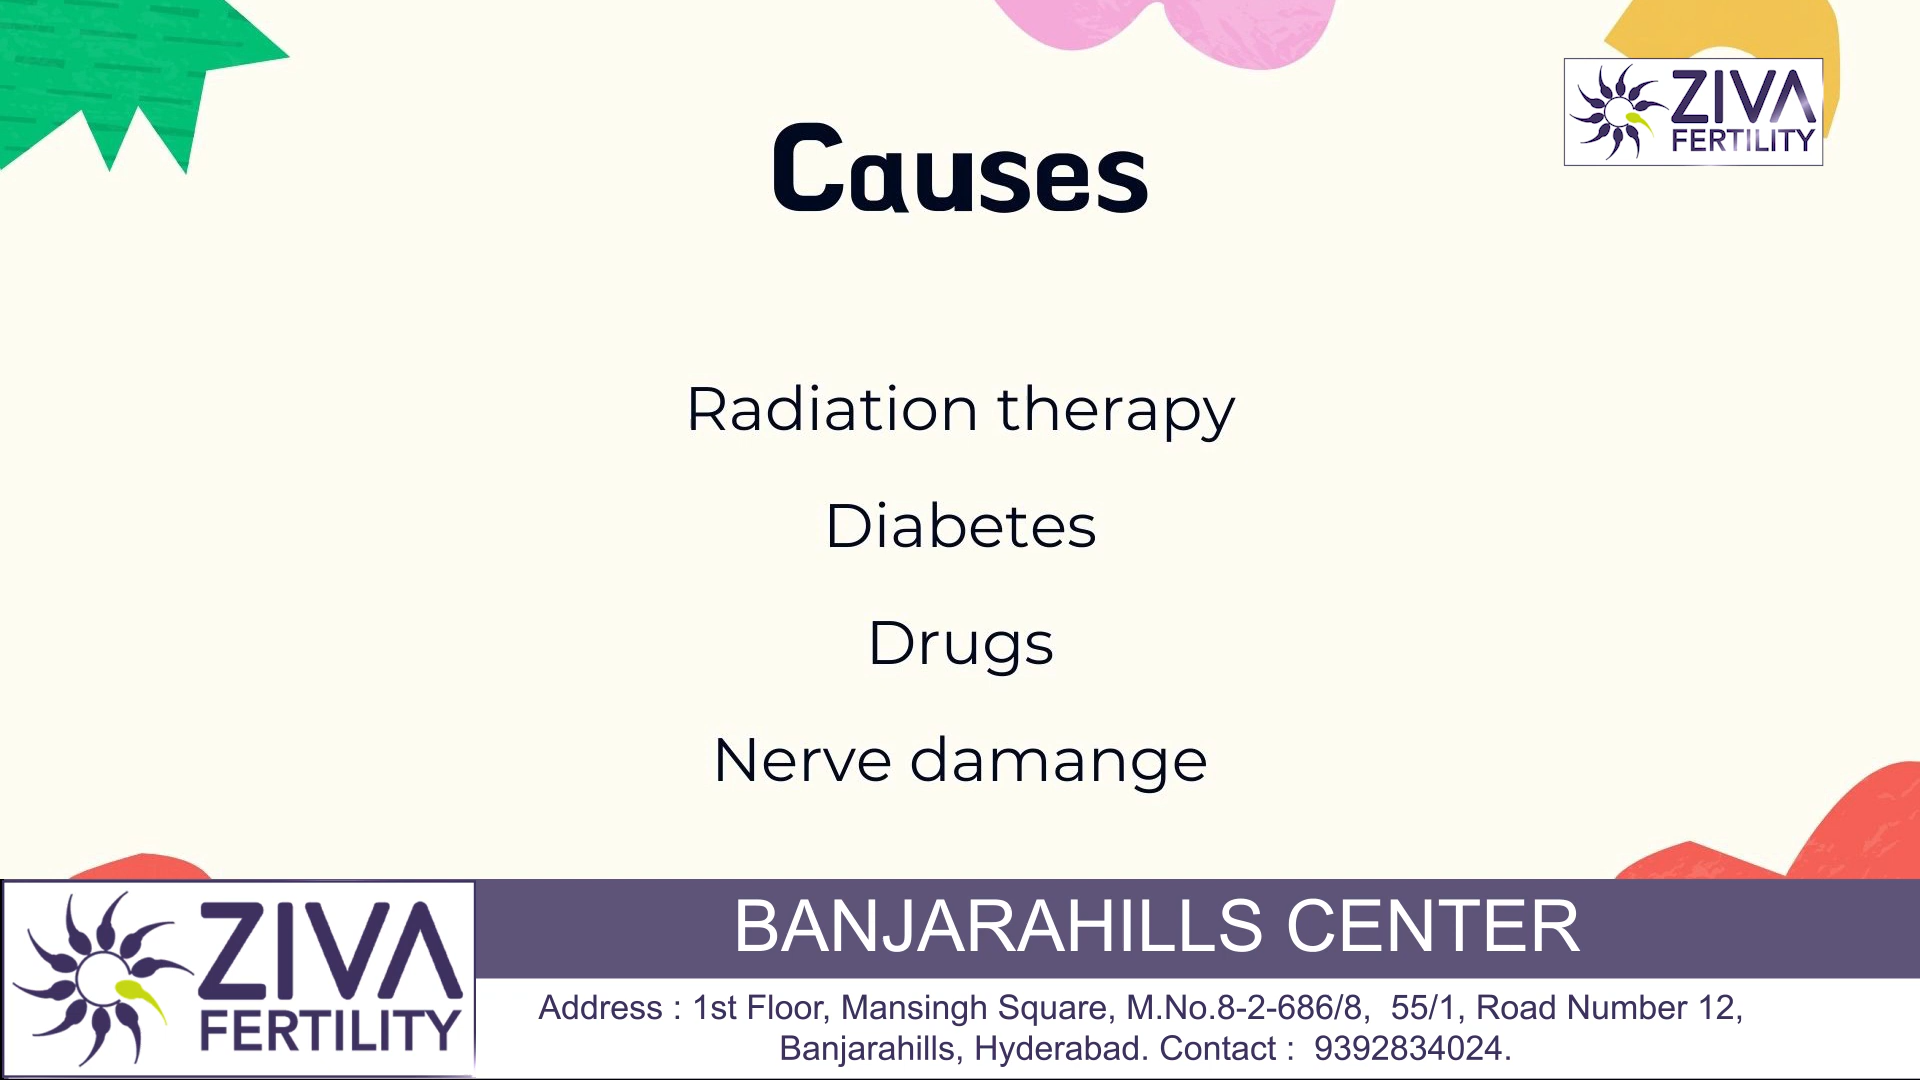 ZIVA
FERTILITY
Causes
Radiation therapy
Diabetes
Drugs
Nerve damange
ZIVA
FERTILITY
BANJARAHILLS CENTER
Address : 1st Floor, Mansingh Square, M.No.8-2-686/8,  55/1, Road Number 12,
Banjarahills, Hyderabad. Contact :  9392834024.